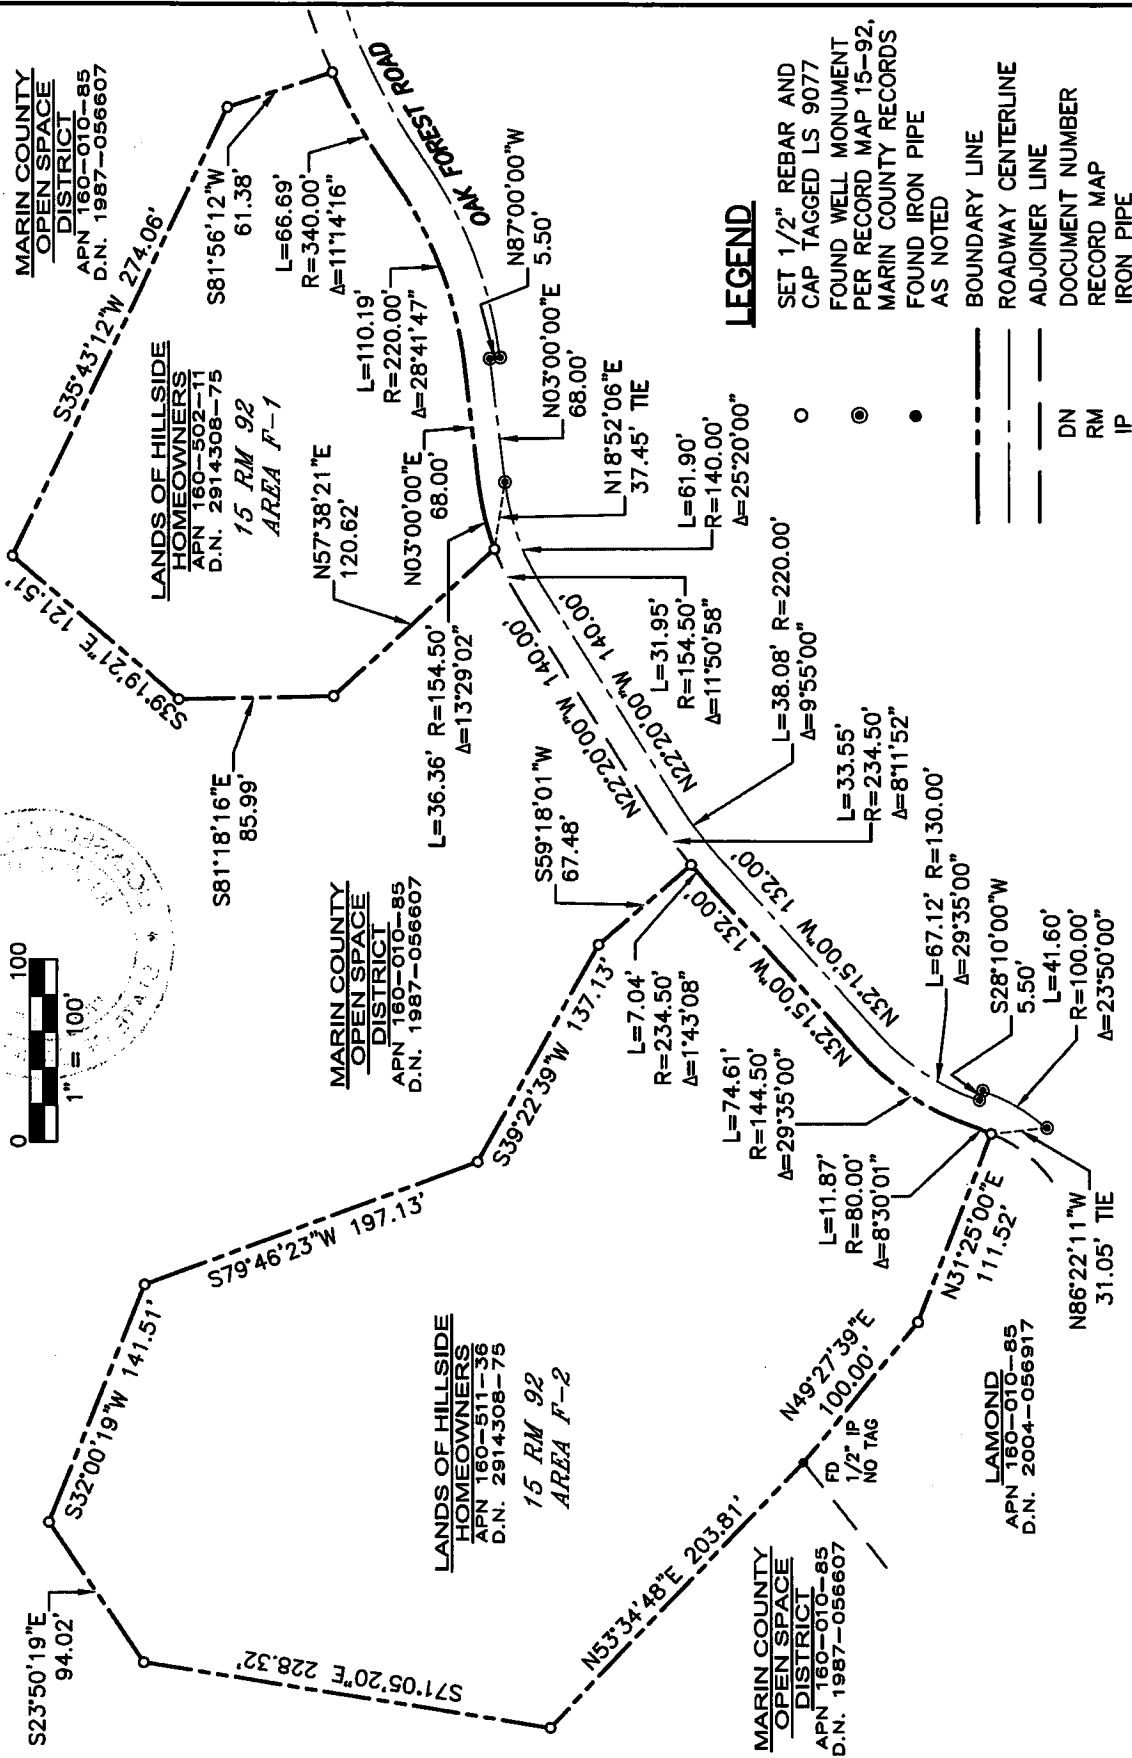 MARIN COUNTY
OPEN SPACE
DISTRICT
APN 160-010-85
D.N. 1987-056607
S35°43'12"W 274.06'
S81°56'12"W
61.38'
L=66.69'
R=340.00'
Δ=11°14'16"
L=110.19'
R=220.00'
Δ=28°41'47"
OAK FOREST ROAD
N87°00'00"W
5.50'
LANDS OF HILLSIDE
HOMEOWNERS
APN 160-502-11
D.N. 2914308-75
15 RM 92
AREA F-1
S39°19'21"E 121.51'
N57°38'21"E
120.62'
N03°00'00"E
68.00'
N03°00'00"E
68.00'
N18°52'06"E
37.45' TIE
S81°18'16"E
85.99'
L=36.36' R=154.50'
Δ=13°29'02"
L=61.90'
R=140.00'
Δ=25°20'00"
L=31.95'
R=154.50'
Δ=11°50'58"
N22°20'00"W 140.00'
N22°20'00"W 140.00'
L=38.08' R=220.00'
Δ=9°55'00"
L=33.55'
R=234.50'
Δ=8°11'52"
0 100
1" = 100'
MARIN COUNTY
OPEN SPACE
DISTRICT
APN 160-010-85
D.N. 1987-056607
S59°18'01"W
67.48'
S39°22'39"W 137.13'
L=7.04'
R=234.50'
Δ=1°43'08"
N32°15'00"W 132.00'
N32°15'00"W 132.00'
L=74.61'
R=144.50'
Δ=29°35'00"
L=67.12' R=130.00'
Δ=29°35'00"
S28°10'00"W
5.50'
L=41.60'
R=100.00'
Δ=23°50'00"
L=11.87'
R=80.00'
Δ=8°30'01"
N86°22'11"W
31.05' TIE
N31°25'00"E
111.52'
S79°46'23"W 197.13'
S32°00'19"W 141.51'
S23°50'19"E
94.02'
S71°05'20"E 228.32'
LANDS OF HILLSIDE
HOMEOWNERS
APN 160-511-36
D.N. 2914308-75
15 RM 92
AREA F-2
N53°34'48"E 203.81'
N49°27'39"E
100.00'
FD
1/2" IP
NO TAG
LAMOND
APN 160-010-85
D.N. 2004-056917
MARIN COUNTY
OPEN SPACE
DISTRICT
APN 160-010-85
D.N. 1987-056607
LEGEND
SET 1/2" REBAR AND
CAP TAGGED LS 9077
FOUND WELL MONUMENT
PER RECORD MAP 15-92,
MARIN COUNTY RECORDS
FOUND IRON PIPE
AS NOTED
BOUNDARY LINE
ROADWAY CENTERLINE
ADJOINER LINE
DN DOCUMENT NUMBER
RM RECORD MAP
IP IRON PIPE